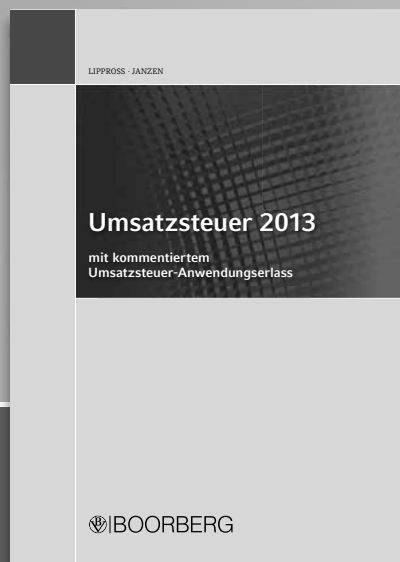 LIPPROSS · JANZEN
Umsatzsteuer 2013
mit kommentiertem
Umsatzsteuer-Anwendungserlass
BOORBERG